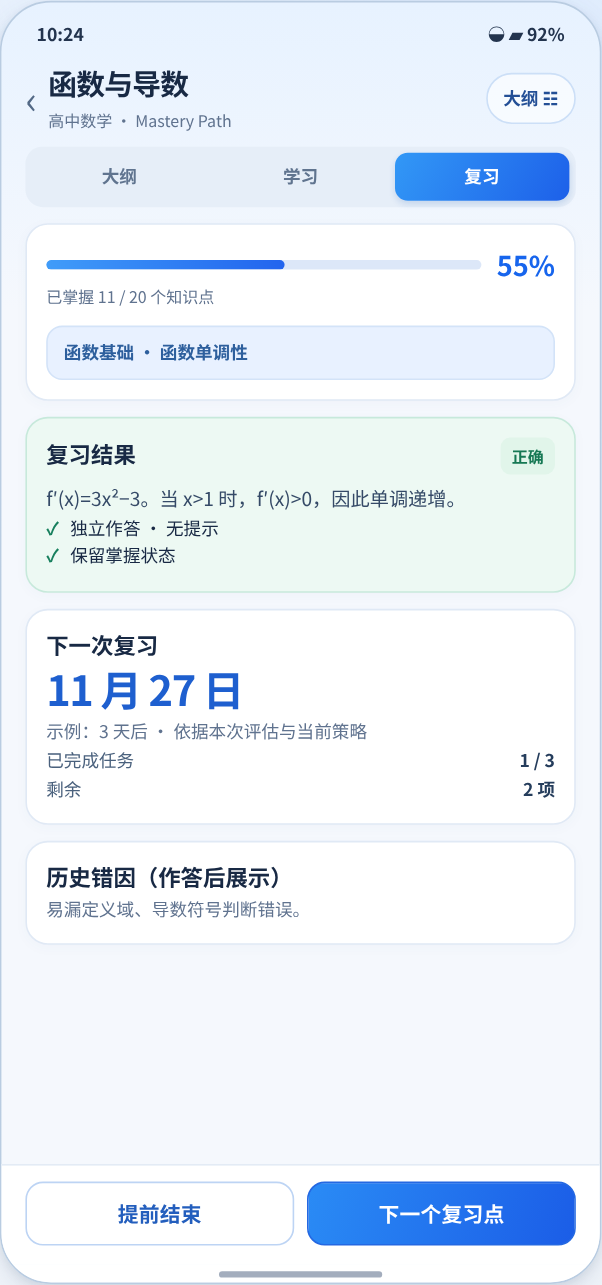 10:24
92%
函数与导数
高中数学 · Mastery Path
大纲 ☷
大纲 学习 复习
55%
已掌握 11 / 20 个知识点
函数基础 · 函数单调性
复习结果 正确
f′(x)=3x²−3。当 x>1 时，f′(x)>0，因此单调递增。
✓ 独立作答 · 无提示
✓ 保留掌握状态
下一次复习
11 月 27 日
示例：3 天后 · 依据本次评估与当前策略
已完成任务 1 / 3
剩余 2 项
历史错因（作答后展示）
易漏定义域、导数符号判断错误。
提前结束 下一个复习点